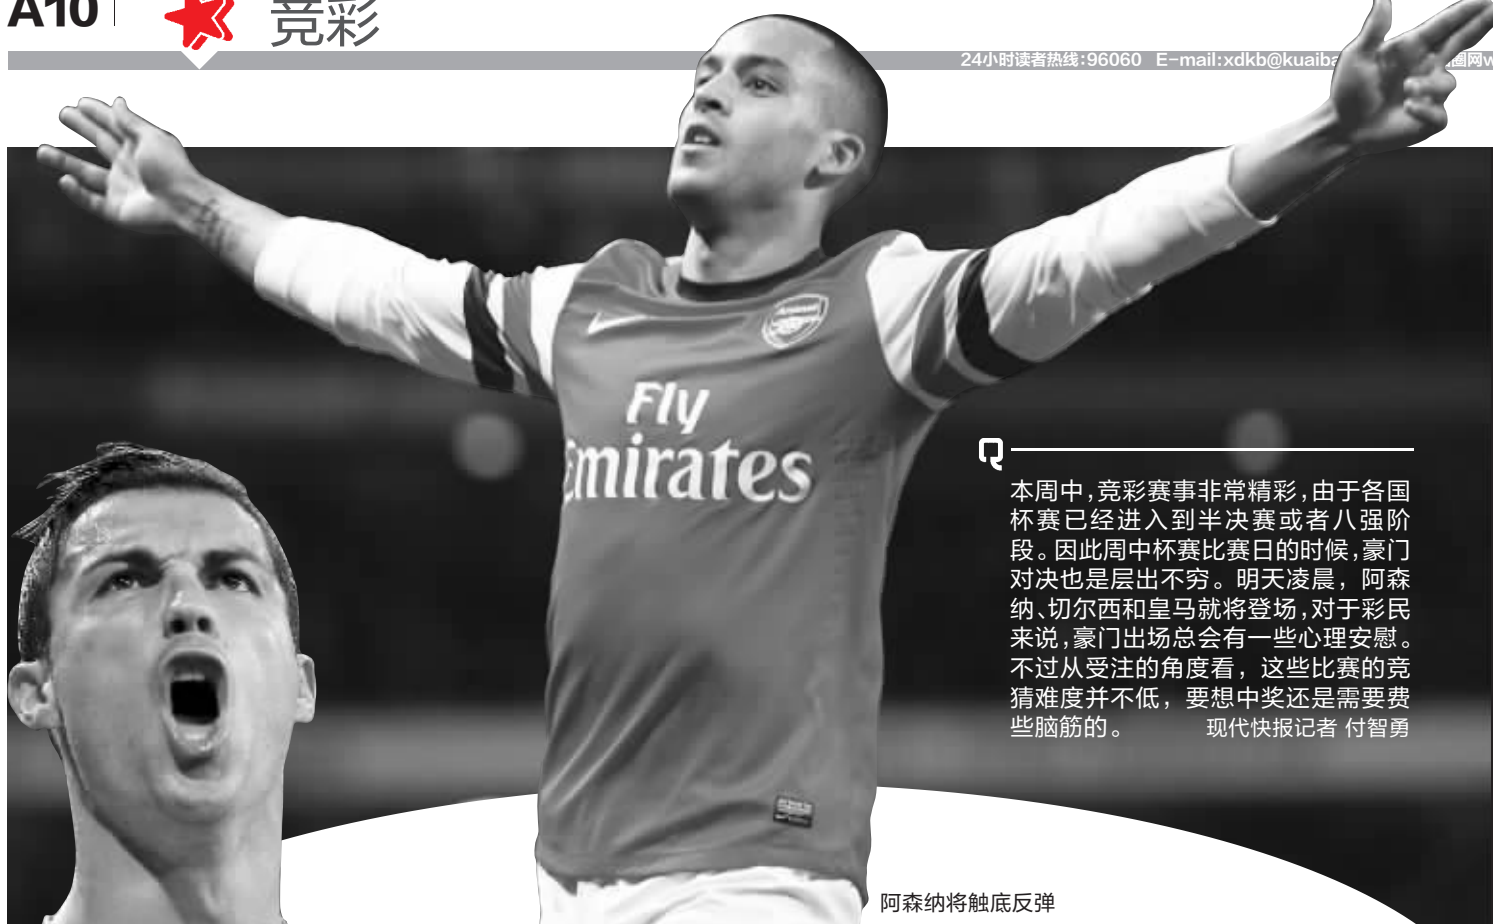 A10
竞彩
24小时读者热线:96060 E-mail:xdkb@kuaiba
圈网w
Arsenal
Fly
Emirates
本周中,竞彩赛事非常精彩,由于各国
杯赛已经进入到半决赛或者八强阶
段。因此周中杯赛比赛日的时候,豪门
对决也是层出不穷。明天凌晨，阿森
纳、切尔西和皇马就将登场,对于彩民
来说,豪门出场总会有一些心理安慰。
不过从受注的角度看，这些比赛的竞
猜难度并不低，要想中奖还是需要费
些脑筋的。 现代快报记者 付智勇
阿森纳将触底反弹